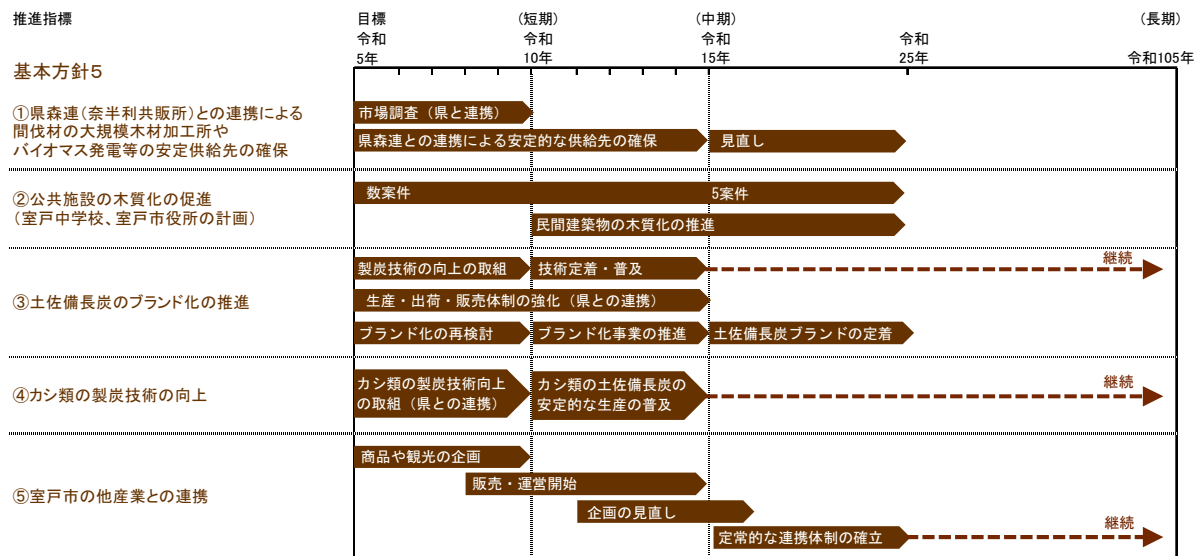 推進指標
目標
(短期)
(中期)
(長期)
令和
5年
令和
10年
令和
15年
令和
25年
令和105年
基本方針5
①県森連(奈半利共販所)との連携による
間伐材の大規模木材加工所や
バイオマス発電等の安定供給先の確保
市場調査(県と連携)
県森連との連携による安定的な供給先の確保
見直し
②公共施設の木質化の促進
(室戸中学校、室戸市役所の計画)
数案件
5案件
民間建築物の木質化の推進
③土佐備長炭のブランド化の推進
製炭技術の向上の取組
技術定着・普及
継続
生産・出荷・販売体制の強化(県との連携)
ブランド化の再検討
ブランド化事業の推進
土佐備長炭ブランドの定着
④カシ類の製炭技術の向上
カシ類の製炭技術向上
の取組(県との連携)
カシ類の土佐備長炭の
安定的な生産の普及
継続
⑤室戸市の他産業との連携
商品や観光の企画
販売・運営開始
企画の見直し
定常的な連携体制の確立
継続